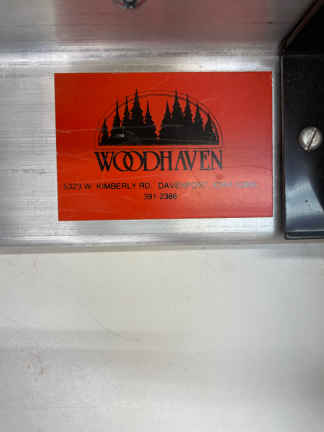 WOODHAVEN
5323 W. KIMBERLY RD., DAVENPORT,
391-2386